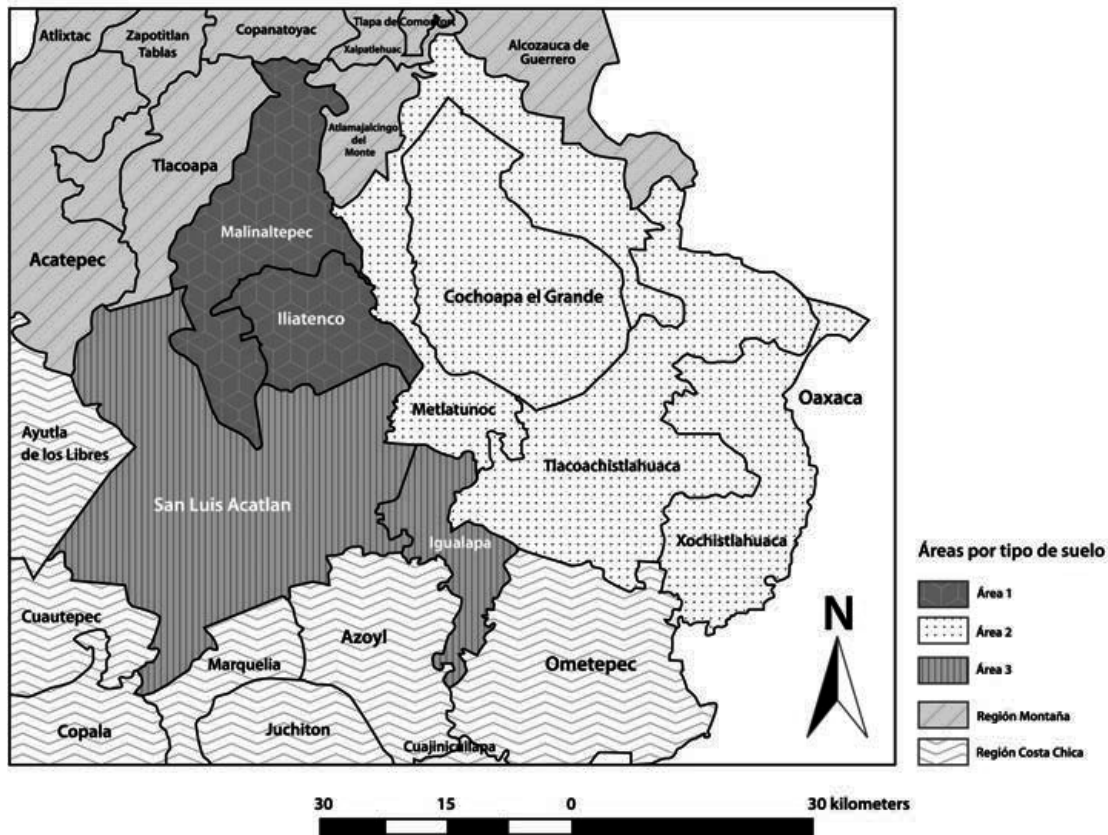 Atlixtac
Zapotitlan
Tablas
Copanatoyac
Tlapa de Comonfort
Xalpatlehuac
Alcozauca de
Guerrero
Tlacoapa
Atlamajalcingo
del
Monte
Malinaltepec
Acatepec
Iliatenco
Cochoapa el Grande
Oaxaca
Metlatunoc
Ayutla
de los Libres
Tlacoachistlahuaca
San Luis Acatlan
Igualapa
Xochistlahuaca
Cuautepec
Azoyl
Marquelia
Ometepec
Copala
Juchiton
Cuajinicuilapa
N
Áreas por tipo de suelo
Área 1
Área 2
Área 3
Región Montaña
Región Costa Chica
30 15 0 30 kilometers